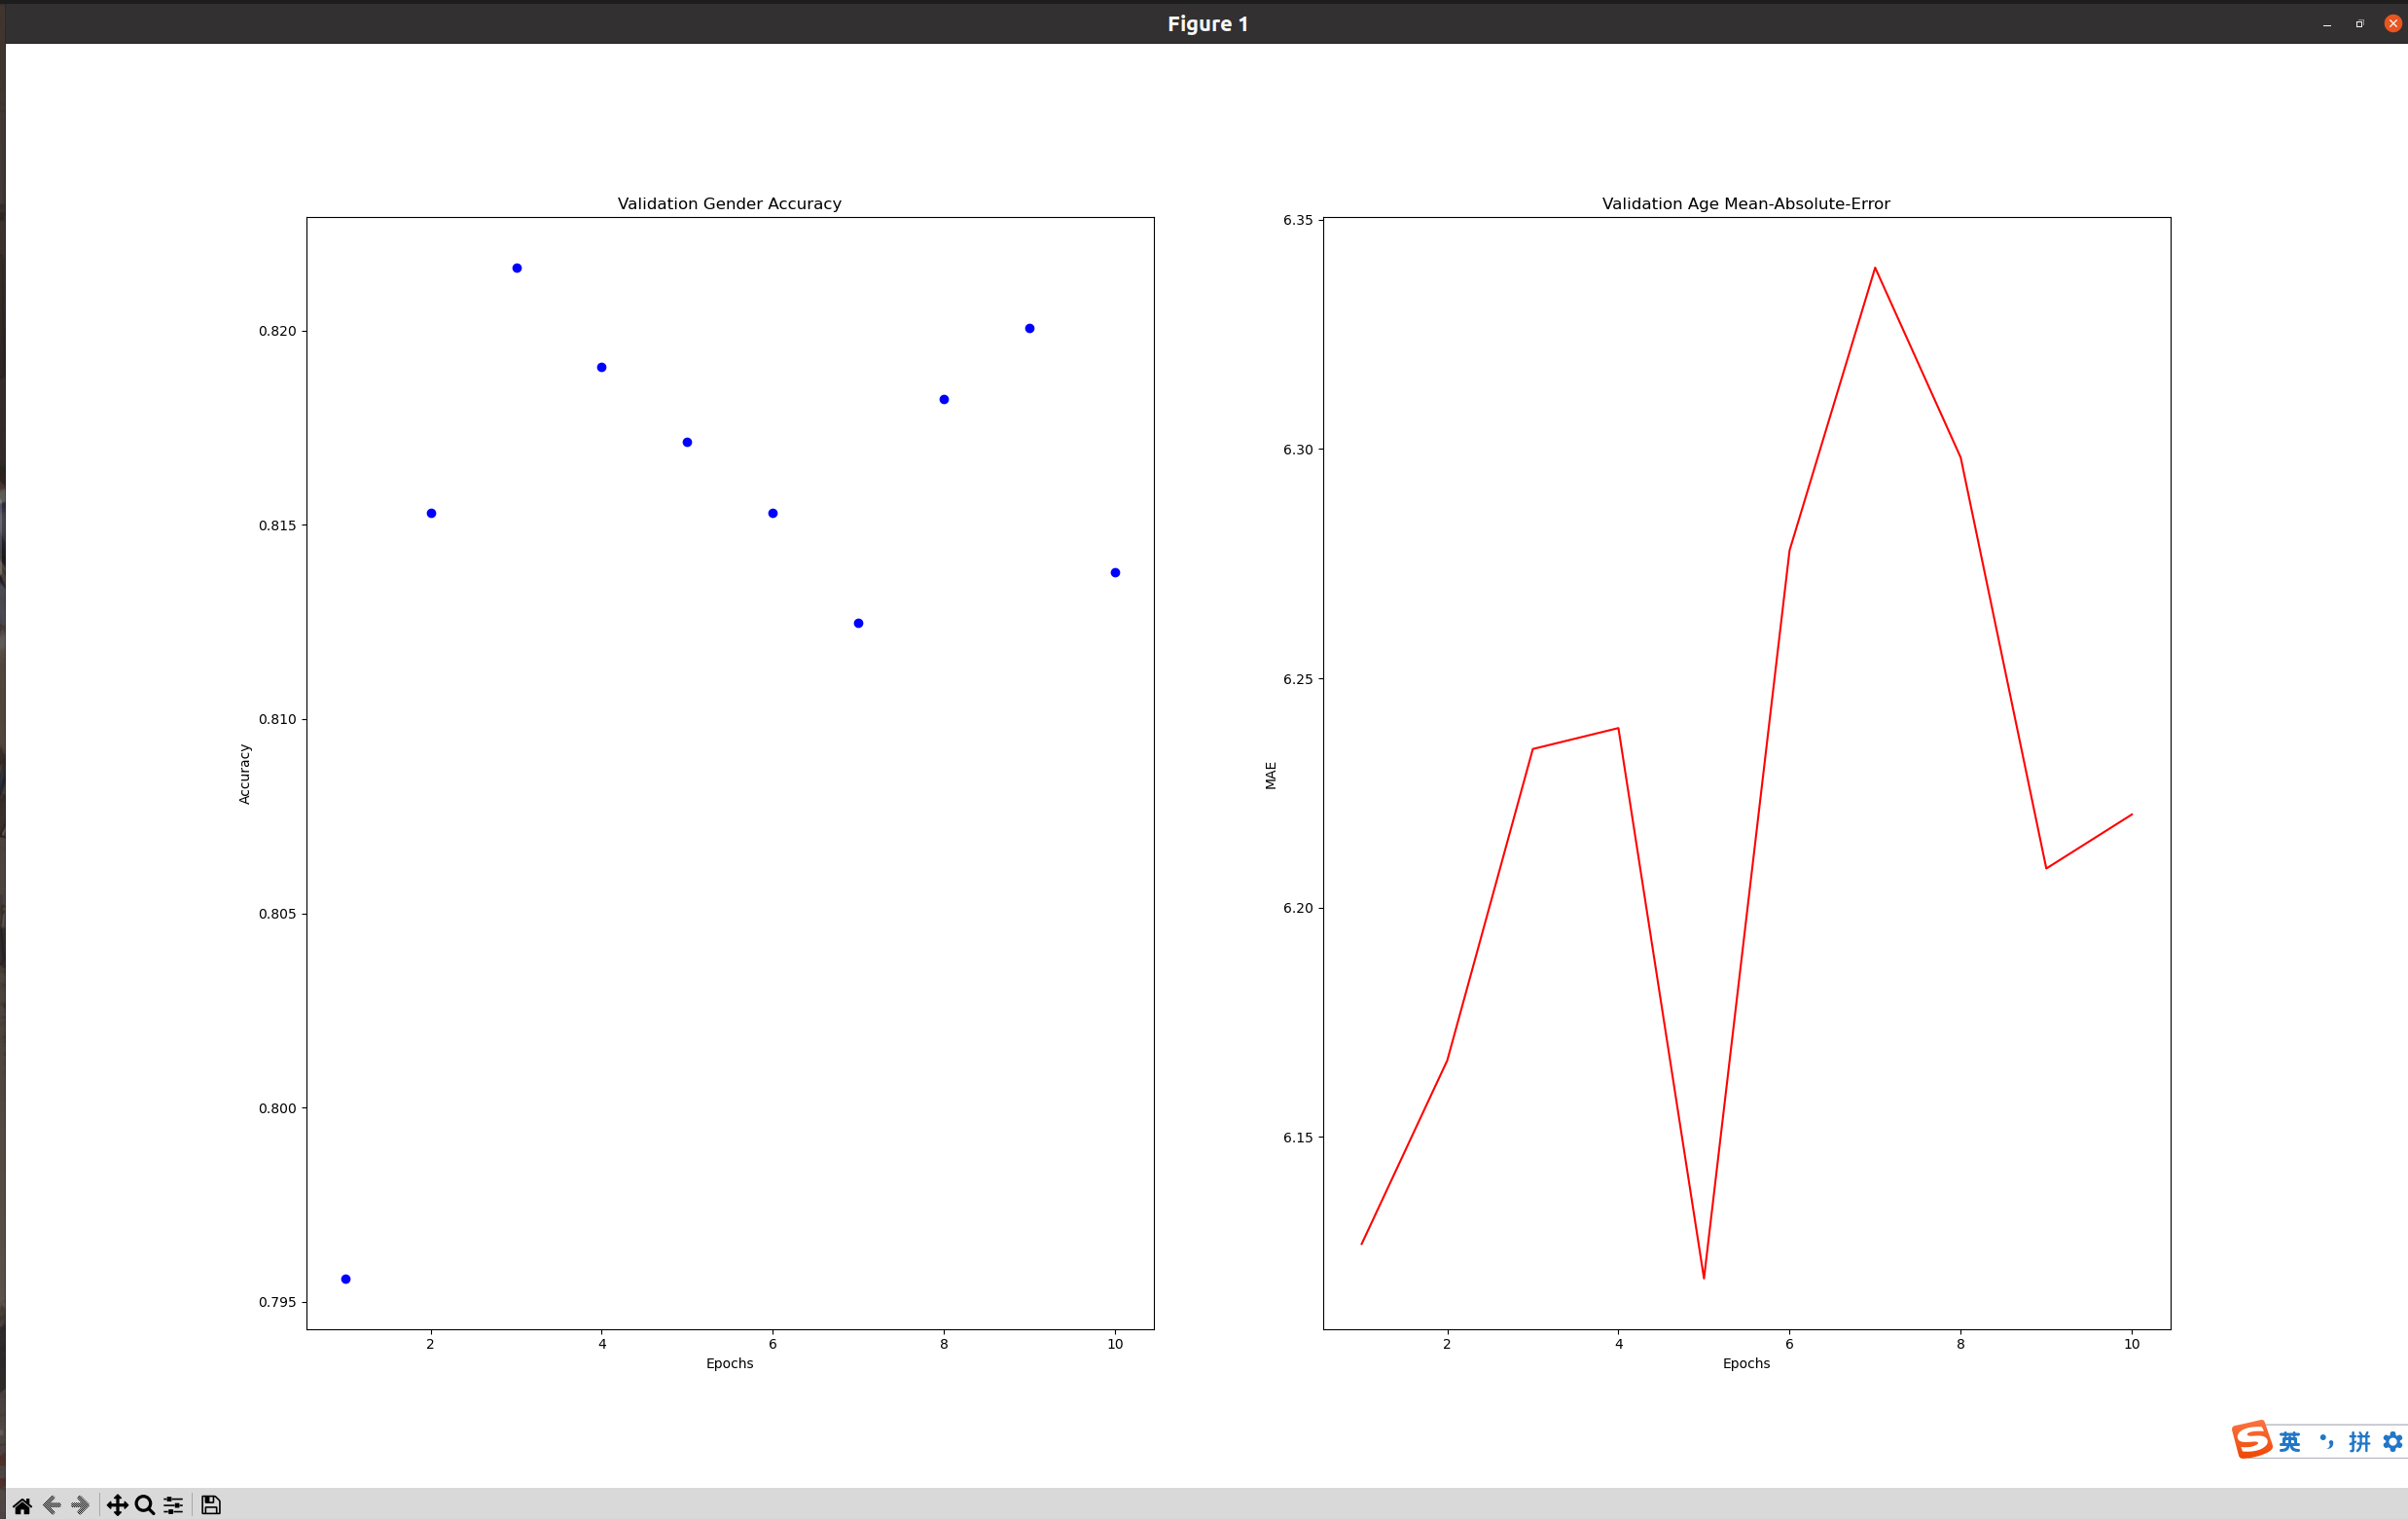 Figure 1
Validation Gender Accuracy
0.820
0.815
0.810
0.805
0.800
0.795
Accuracy
2 4 6 8 10
Epochs
Validation Age Mean-Absolute-Error
6.35
6.30
6.25
6.20
6.15
MAE
2 4 6 8 10
Epochs
S 英 拼